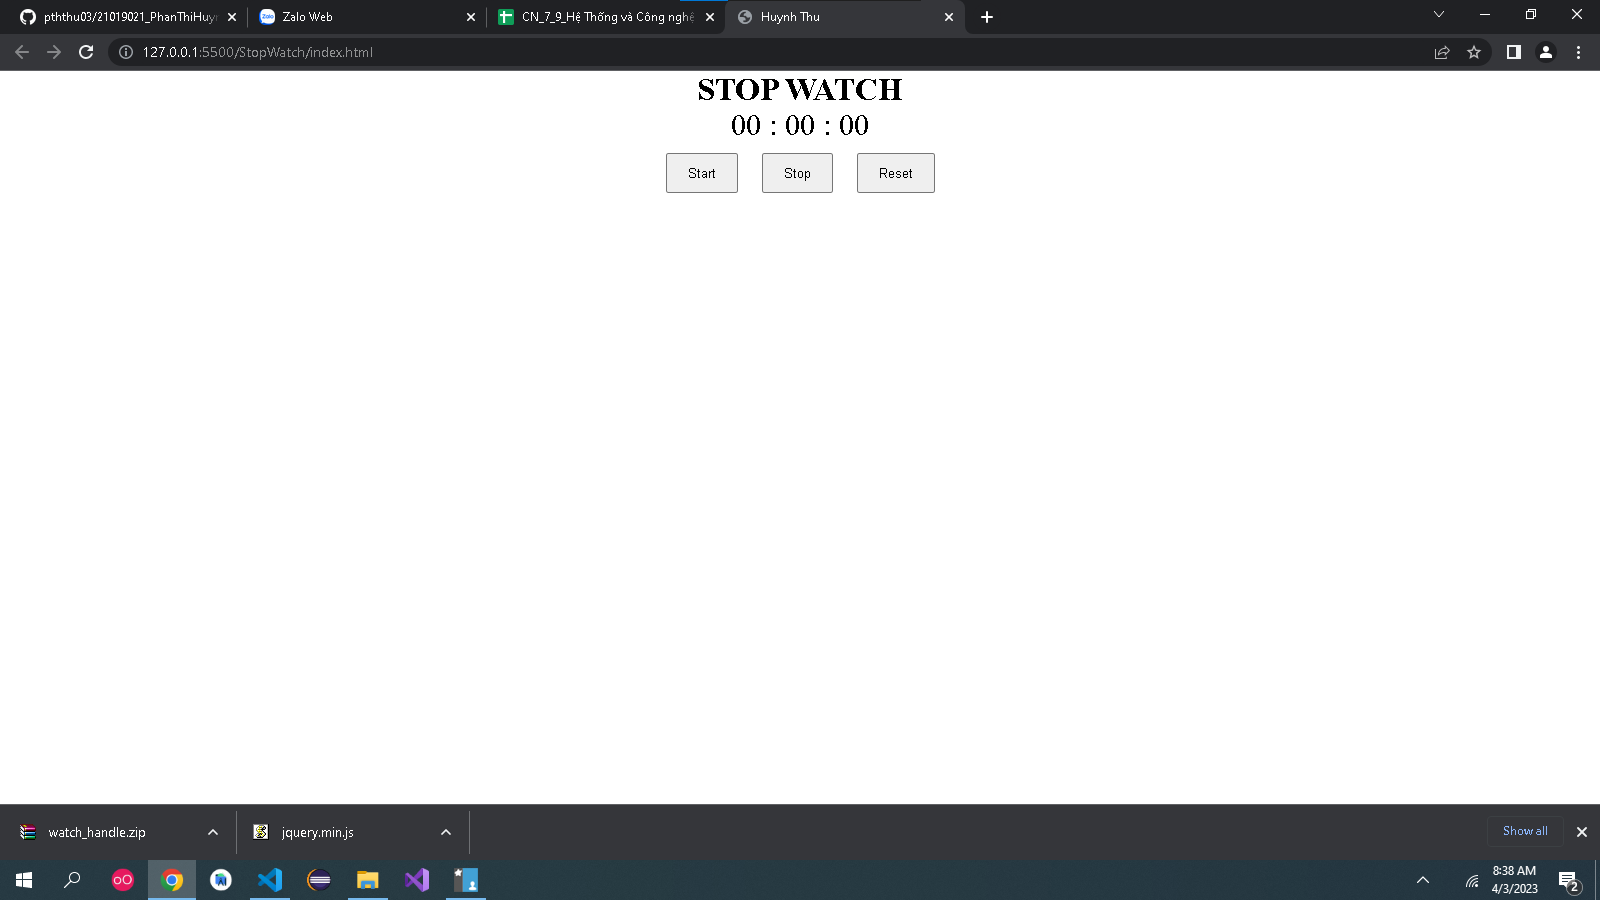 pththu03/21019021_PhanThiHuyn
Zalo Web
CN_7_9_Hệ Thống và Công nghệ
Huynh Thu
127.0.0.1:5500/StopWatch/index.html
STOP WATCH
00 : 00 : 00
Start
Stop
Reset
watch_handle.zip
jquery.min.js
Show all
8:38 AM
4/3/2023
2